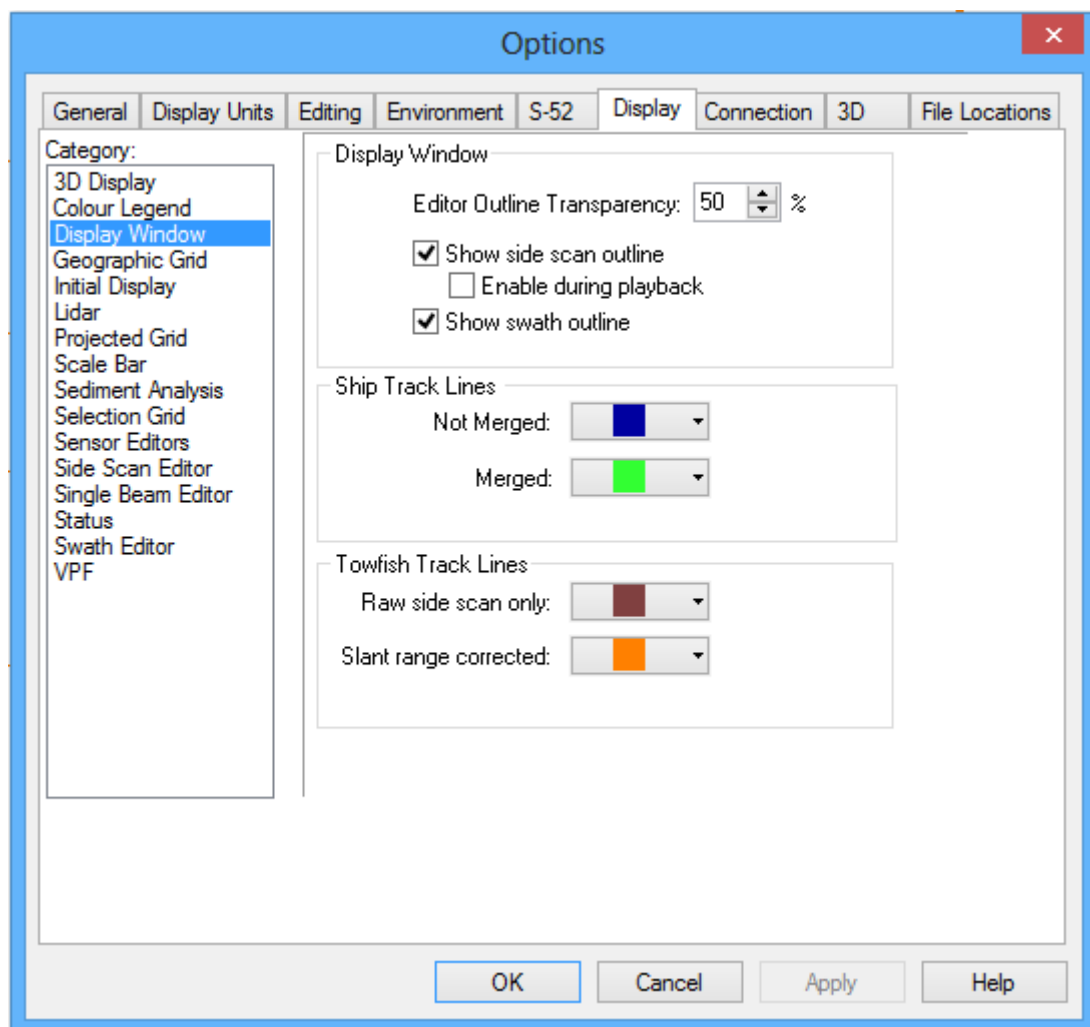 Options
General Display Units Editing Environment S-52 Display Connection 3D File Locations
Category:
3D Display
Colour Legend
Display Window
Geographic Grid
Initial Display
Lidar
Projected Grid
Scale Bar
Sediment Analysis
Selection Grid
Sensor Editors
Side Scan Editor
Single Beam Editor
Status
Swath Editor
VPF
Display Window
Editor Outline Transparency: 50 %
Show side scan outline
Enable during playback
Show swath outline
Ship Track Lines
Not Merged:
Merged:
Towfish Track Lines
Raw side scan only:
Slant range corrected:
OK Cancel Apply Help